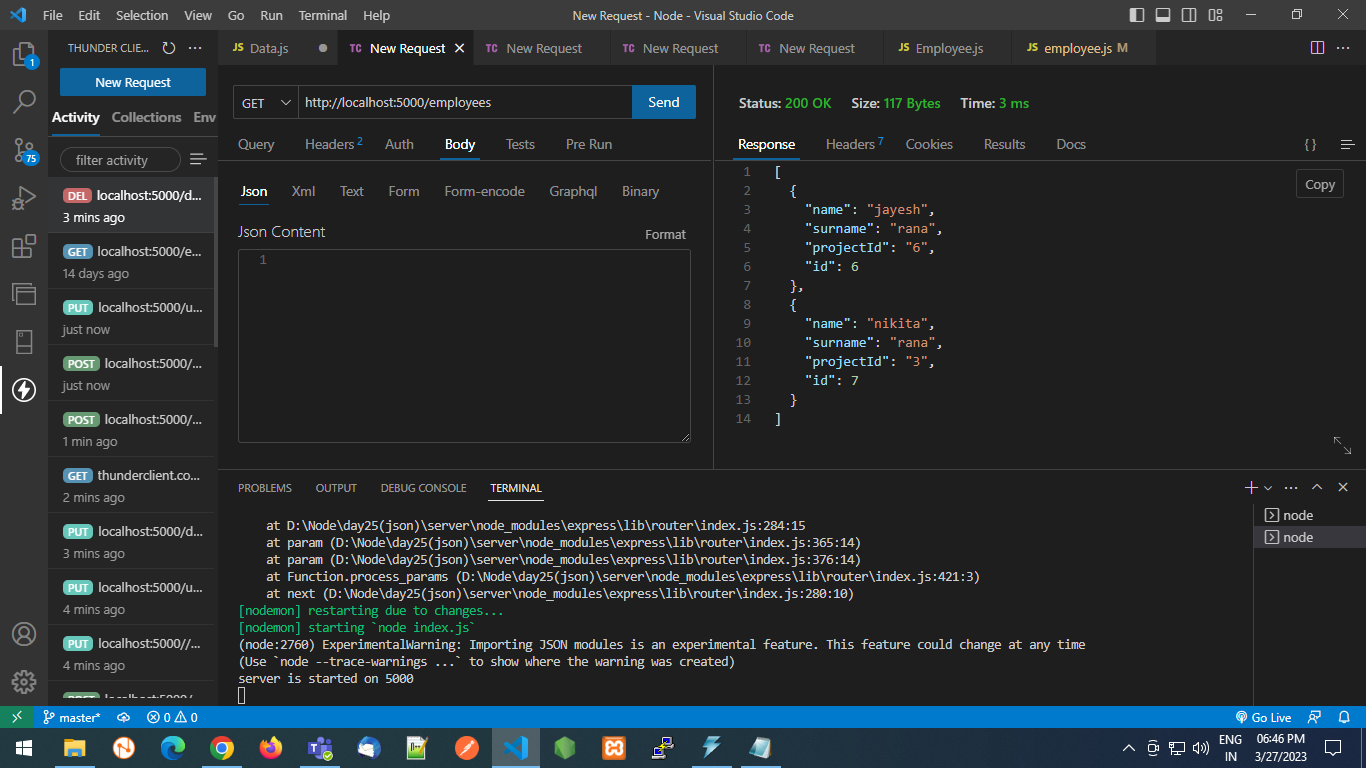 File Edit Selection View Go Run Terminal Help New Request - Node - Visual Studio Code
THUNDER CLIE... ...
JS Data.js TC New Request TC New Request TC New Request TC New Request JS Employee.js JS employee.js M
1
New Request
Activity Collections Env
filter activity
75
DEL localhost:5000/d...
3 mins ago
GET localhost:5000/e...
14 days ago
PUT localhost:5000/u...
just now
POST localhost:5000/...
just now
POST localhost:5000/...
1 min ago
GET thunderclient.co...
2 mins ago
PUT localhost:5000/d...
3 mins ago
PUT localhost:5000/u...
4 mins ago
PUT localhost:5000//...
4 mins ago
POST localhost:5000/...
GET http://localhost:5000/employees Send
Query Headers 2 Auth Body Tests Pre Run
Json Xml Text Form Form-encode Graphql Binary
Json Content Format
1
Status: 200 OK Size: 117 Bytes Time: 3 ms
Response Headers 7 Cookies Results Docs { }
Copy
1 [
2 {
3 "name": "jayesh",
4 "surname": "rana",
5 "projectId": "6",
6 "id": 6
7 },
8 {
9 "name": "nikita",
10 "surname": "rana",
11 "projectId": "3",
12 "id": 7
13 }
14 ]
PROBLEMS OUTPUT DEBUG CONSOLE TERMINAL
at D:\Node\day25(json)\server\node_modules\express\lib\router\index.js:284:15
at param (D:\Node\day25(json)\server\node_modules\express\lib\router\index.js:365:14)
at param (D:\Node\day25(json)\server\node_modules\express\lib\router\index.js:376:14)
at Function.process_params (D:\Node\day25(json)\server\node_modules\express\lib\router\index.js:421:3)
at next (D:\Node\day25(json)\server\node_modules\express\lib\router\index.js:280:10)
[nodemon] restarting due to changes...
[nodemon] starting `node index.js`
(node:2760) ExperimentalWarning: Importing JSON modules is an experimental feature. This feature could change at any time
(Use `node --trace-warnings ...` to show where the warning was created)
server is started on 5000
node
node
master* 0 0 Go Live
ENG
IN
06:46 PM
3/27/2023